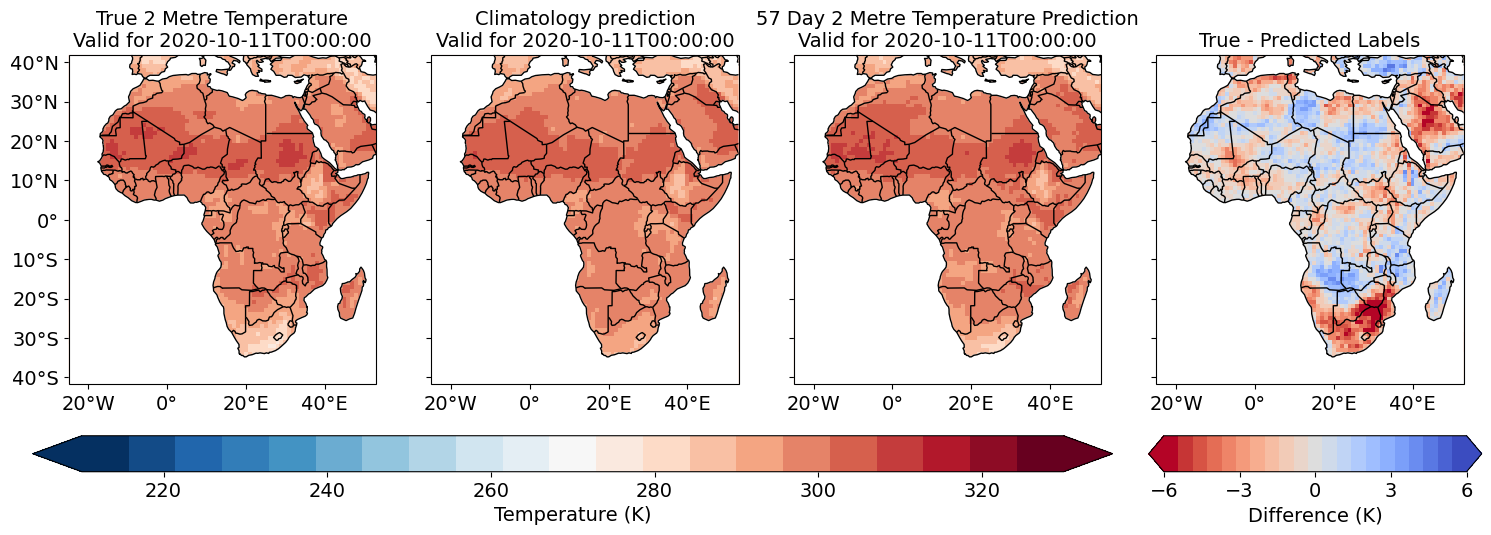 True 2 Metre Temperature
Valid for 2020-10-11T00:00:00
Climatology prediction
Valid for 2020-10-11T00:00:00
57 Day 2 Metre Temperature Prediction
Valid for 2020-10-11T00:00:00
True - Predicted Labels
40°N
30°N
20°N
10°N
0°
10°S
20°S
30°S
40°S
20°W 0° 20°E 40°E
20°W 0° 20°E 40°E
20°W 0° 20°E 40°E
20°W 0° 20°E 40°E
220 240 260 280 300 320
Temperature (K)
−6 −3 0 3 6
Difference (K)